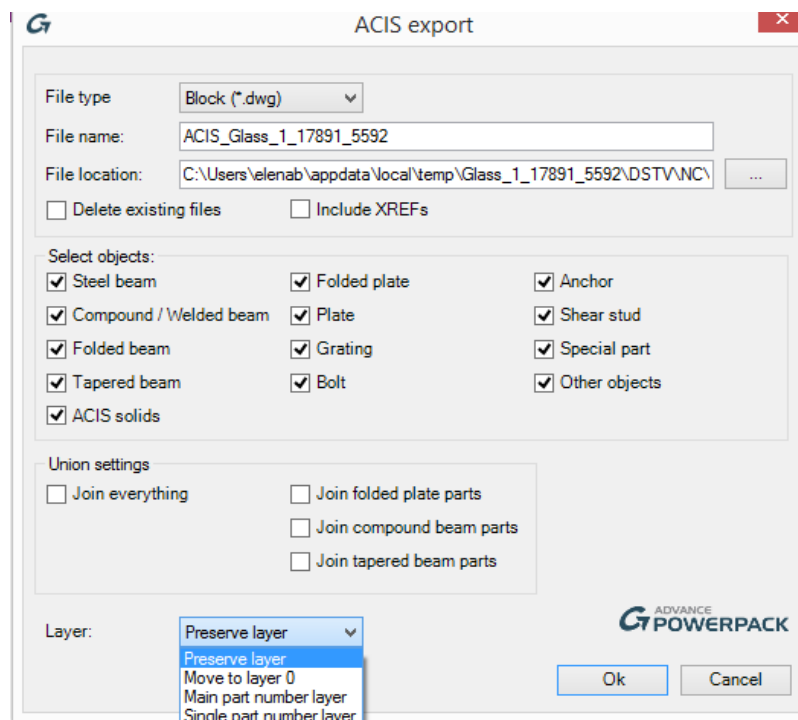 ACIS export
File type Block (*.dwg)
File name: ACIS_Glass_1_17891_5592
File location: C:\Users\elenab\appdata\local\temp\Glass_1_17891_5592\DSTV\NC\ ...
Delete existing files Include XREFs
Select objects:
Steel beam Folded plate Anchor
Compound / Welded beam Plate Shear stud
Folded beam Grating Special part
Tapered beam Bolt Other objects
ACIS solids
Union settings
Join everything Join folded plate parts
Join compound beam parts
Join tapered beam parts
ADVANCE
POWERPACK
Layer: Preserve layer
Preserve layer
Move to layer 0
Main part number layer
Single part number layer
Ok Cancel